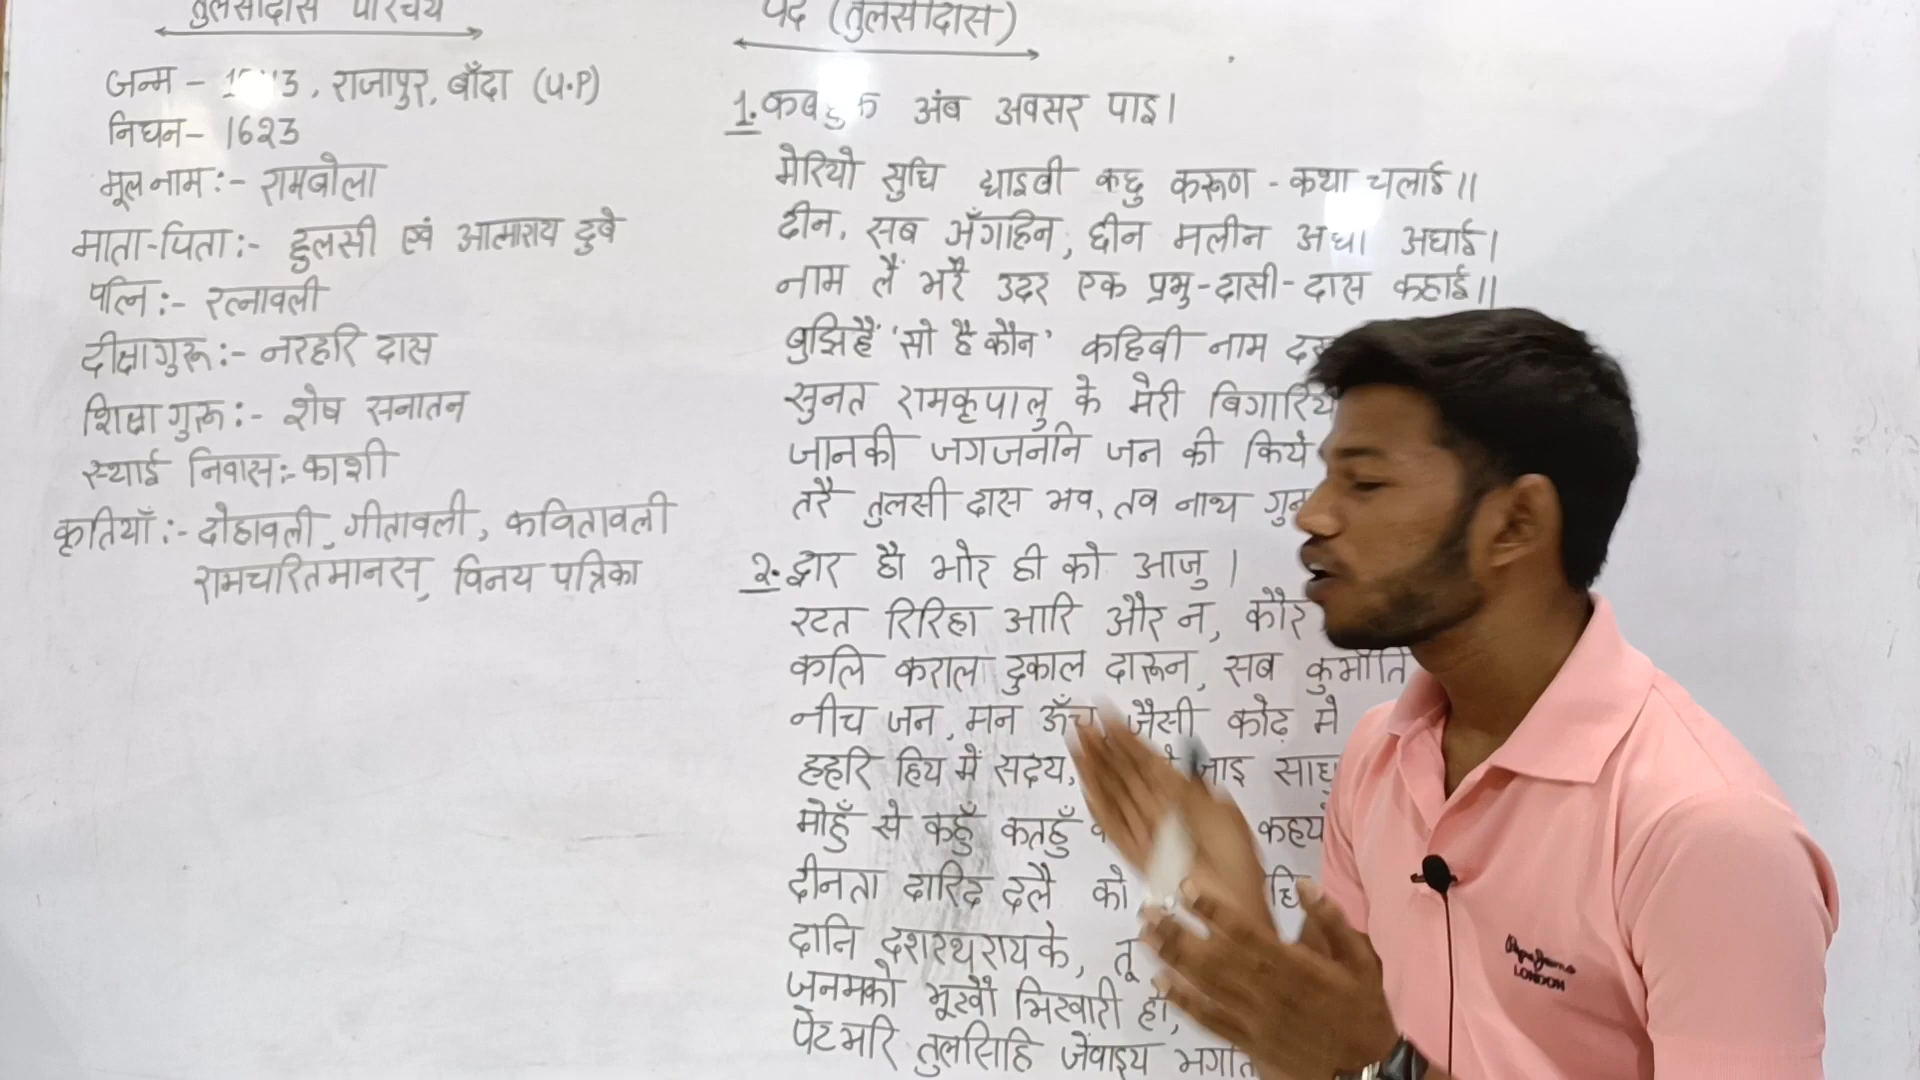 तुलसीदास परिचय
जन्म - , राजापुर, बाँदा (U.P)
निधन- 1623
मूल नाम :- रामबोला
माता-पिता :- हुलसी एवं आत्माराय दुबे
पत्नि :- रत्नावली
दीक्षा गुरू :- नरहरि दास
शिक्षा गुरू :- शेष सनातन
स्थाई निवास :- काशी
कृतियाँ :- दोहावली, गीतावली, कवितावली
रामचरितमानस, विनय पत्रिका
पद (तुलसीदास)
1. कबहुक अंब अवसर पाइ।
मेरियो सुधि द्याइबी कछु करूण - कथा चलाई॥
दीन, सब अँगहिन, छीन मलीन अघी अघाई।
नाम लैं भरै उदर एक प्रभु-दासी-दास कहाई॥
बुझिहैं 'सो है कौन' कहिबी नाम
सुनत रामकृपालु के मेरी बिगारिय
जानकी जगजननि जन की किये
तरै तुलसी दास भव, तव नाथ
2. द्वार हौ भोर ही को आजु।
रटत रिरिहा आरि और न, कौर
कलि कराल दुकाल दारून, सब कुभाँति
नीच जन, मन ऊँच, जैसी कोढ़ में
हहरि हिय में सदय, जाइ साधु
मोहुँ से कहुँ कतहुँ
दीनता दारिद दलै को
दानि दशरथराय के, तू
जनमको भूखो भिखारी हौं,
पेट भरि तुलसिहि जेंवाइय भगति
Pepe Jeans
LONDON